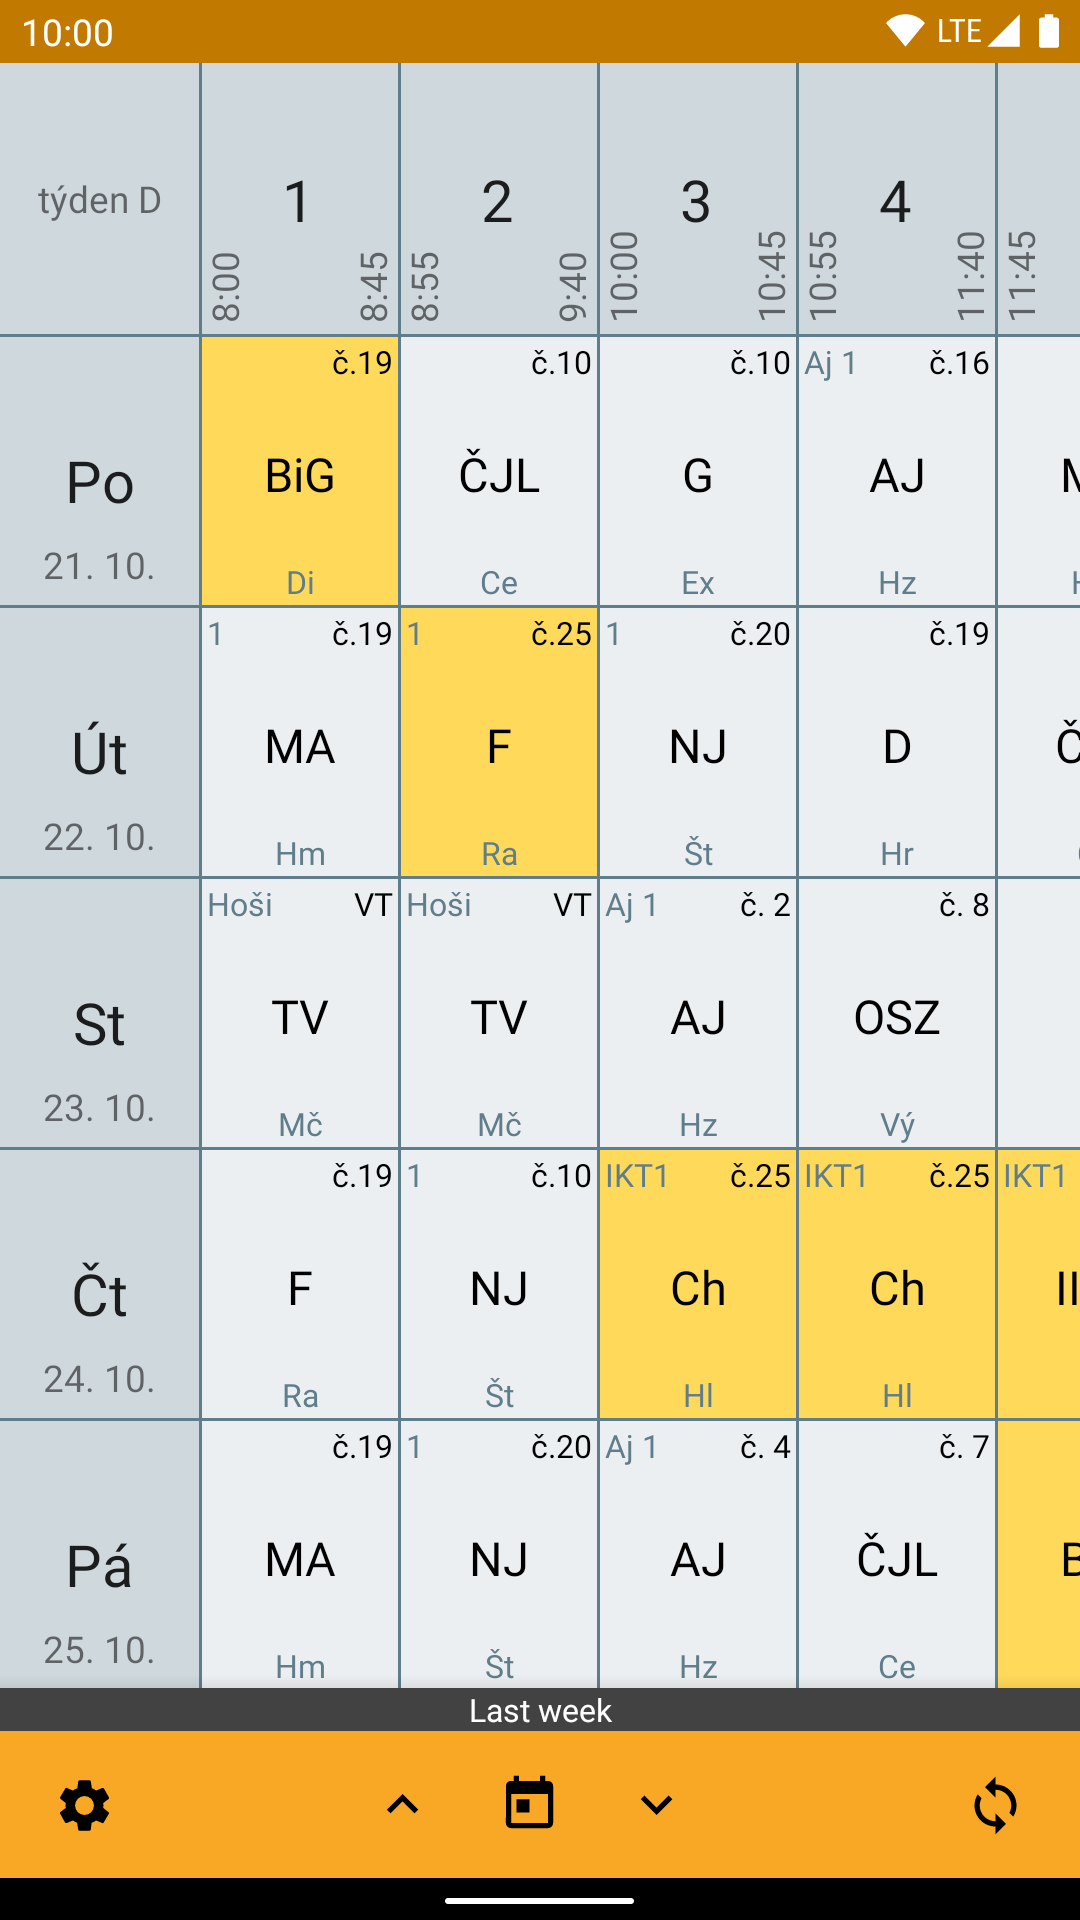 10:00 LTE
týden D 1 2 3 4
8:00 8:45 8:55 9:40 10:00 10:45 10:55 11:40 11:45
č.19 č.10 č.10 Aj 1 č.16
Po BiG ČJL G AJ
21. 10. Di Ce Ex Hz
1 č.19 1 č.25 1 č.20 č.19
Út MA F NJ D
22. 10. Hm Ra Št Hr
Hoši VT Hoši VT Aj 1 č. 2 č. 8
St TV TV AJ OSZ
23. 10. Mč Mč Hz Vý
č.19 1 č.10 IKT1 č.25 IKT1 č.25 IKT1
Čt F NJ Ch Ch
24. 10. Ra Št Hl Hl
č.19 1 č.20 Aj 1 č. 4 č. 7
Pá MA NJ AJ ČJL
25. 10. Hm Št Hz Ce
Last week